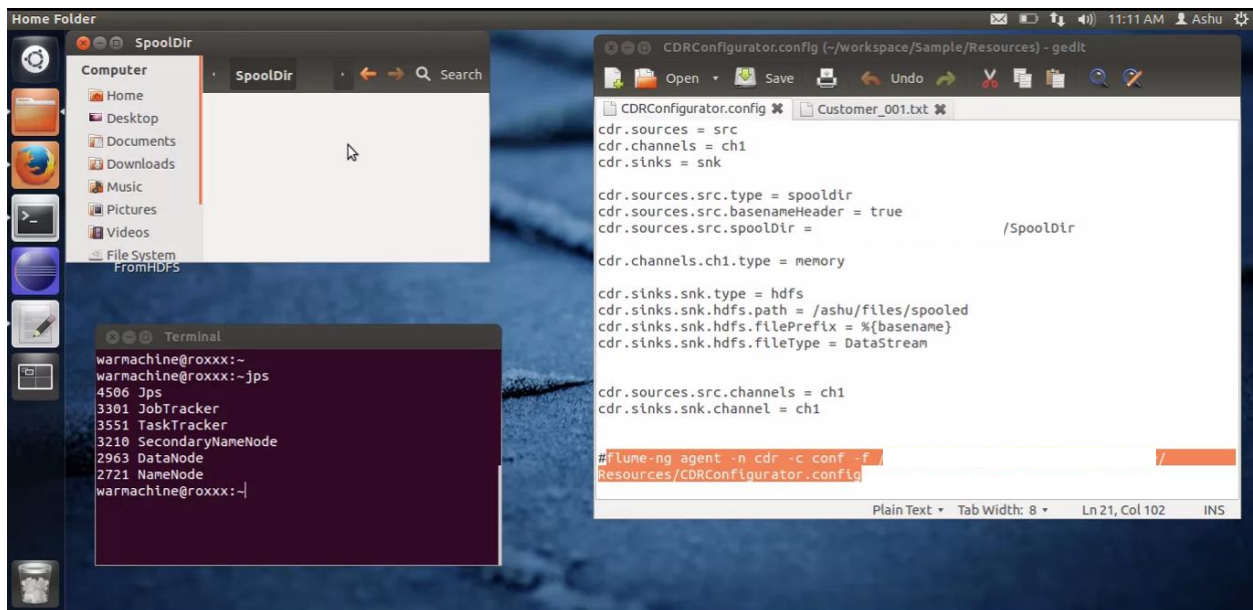 Home Folder
11:11 AM Ashu
SpoolDir
Computer
SpoolDir
Search
Home
Desktop
Documents
Downloads
Music
Pictures
Videos
File System
FromHDFS
Terminal
warmachine@roxxx:~
warmachine@roxxx:~jps
4506 Jps
3301 JobTracker
3551 TaskTracker
3210 SecondaryNameNode
2963 DataNode
2721 NameNode
warmachine@roxxx:~
CDRConfigurator.config (~/workspace/Sample/Resources) - gedit
Open Save Undo
CDRConfigurator.config Customer_001.txt
cdr.sources = src
cdr.channels = ch1
cdr.sinks = snk
cdr.sources.src.type = spooldir
cdr.sources.src.basenameHeader = true
cdr.sources.src.spoolDir = /SpoolDir
cdr.channels.ch1.type = memory
cdr.sinks.snk.type = hdfs
cdr.sinks.snk.hdfs.path = /ashu/files/spooled
cdr.sinks.snk.hdfs.filePrefix = %{basename}
cdr.sinks.snk.hdfs.fileType = DataStream
cdr.sources.src.channels = ch1
cdr.sinks.snk.channel = ch1
#flume-ng agent -n cdr -c conf -f / /
Resources/CDRConfigurator.config
Plain Text Tab Width: 8 Ln 21, Col 102 INS